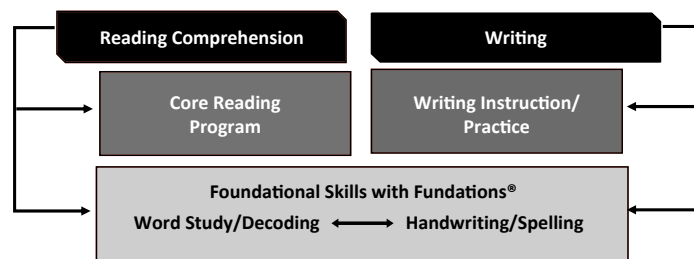 Reading Comprehension
Writing
Core Reading
Program
Writing Instruction/
Practice
Foundational Skills with Fundations®
Word Study/Decoding Handwriting/Spelling